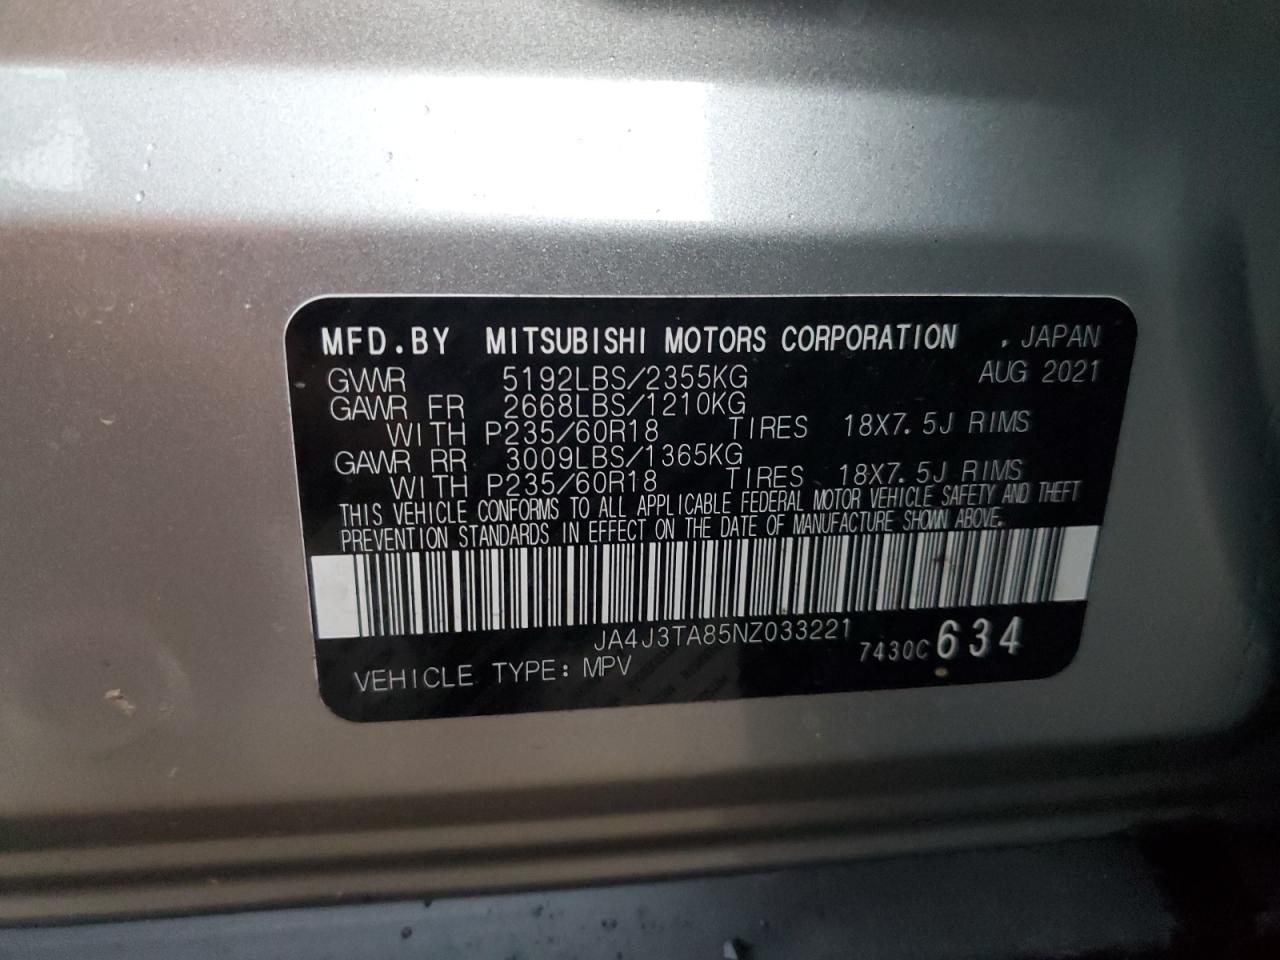 MFD.BY MITSUBISHI MOTORS CORPORATION , JAPAN
GVWR 5192LBS/2355KG AUG 2021
GAWR FR 2668LBS/1210KG
WITH P235/60R18 TIRES 18X7.5J RIMS
GAWR RR 3009LBS/1365KG
WITH P235/60R18 TIRES 18X7.5J RIMS
THIS VEHICLE CONFORMS TO ALL APPLICABLE FEDERAL MOTOR VEHICLE SAFETY AND THEFT
PREVENTION STANDARDS IN EFFECT ON THE DATE OF MANUFACTURE SHOWN ABOVE.
JA4J3TA85NZ033221
7430C634
VEHICLE TYPE: MPV